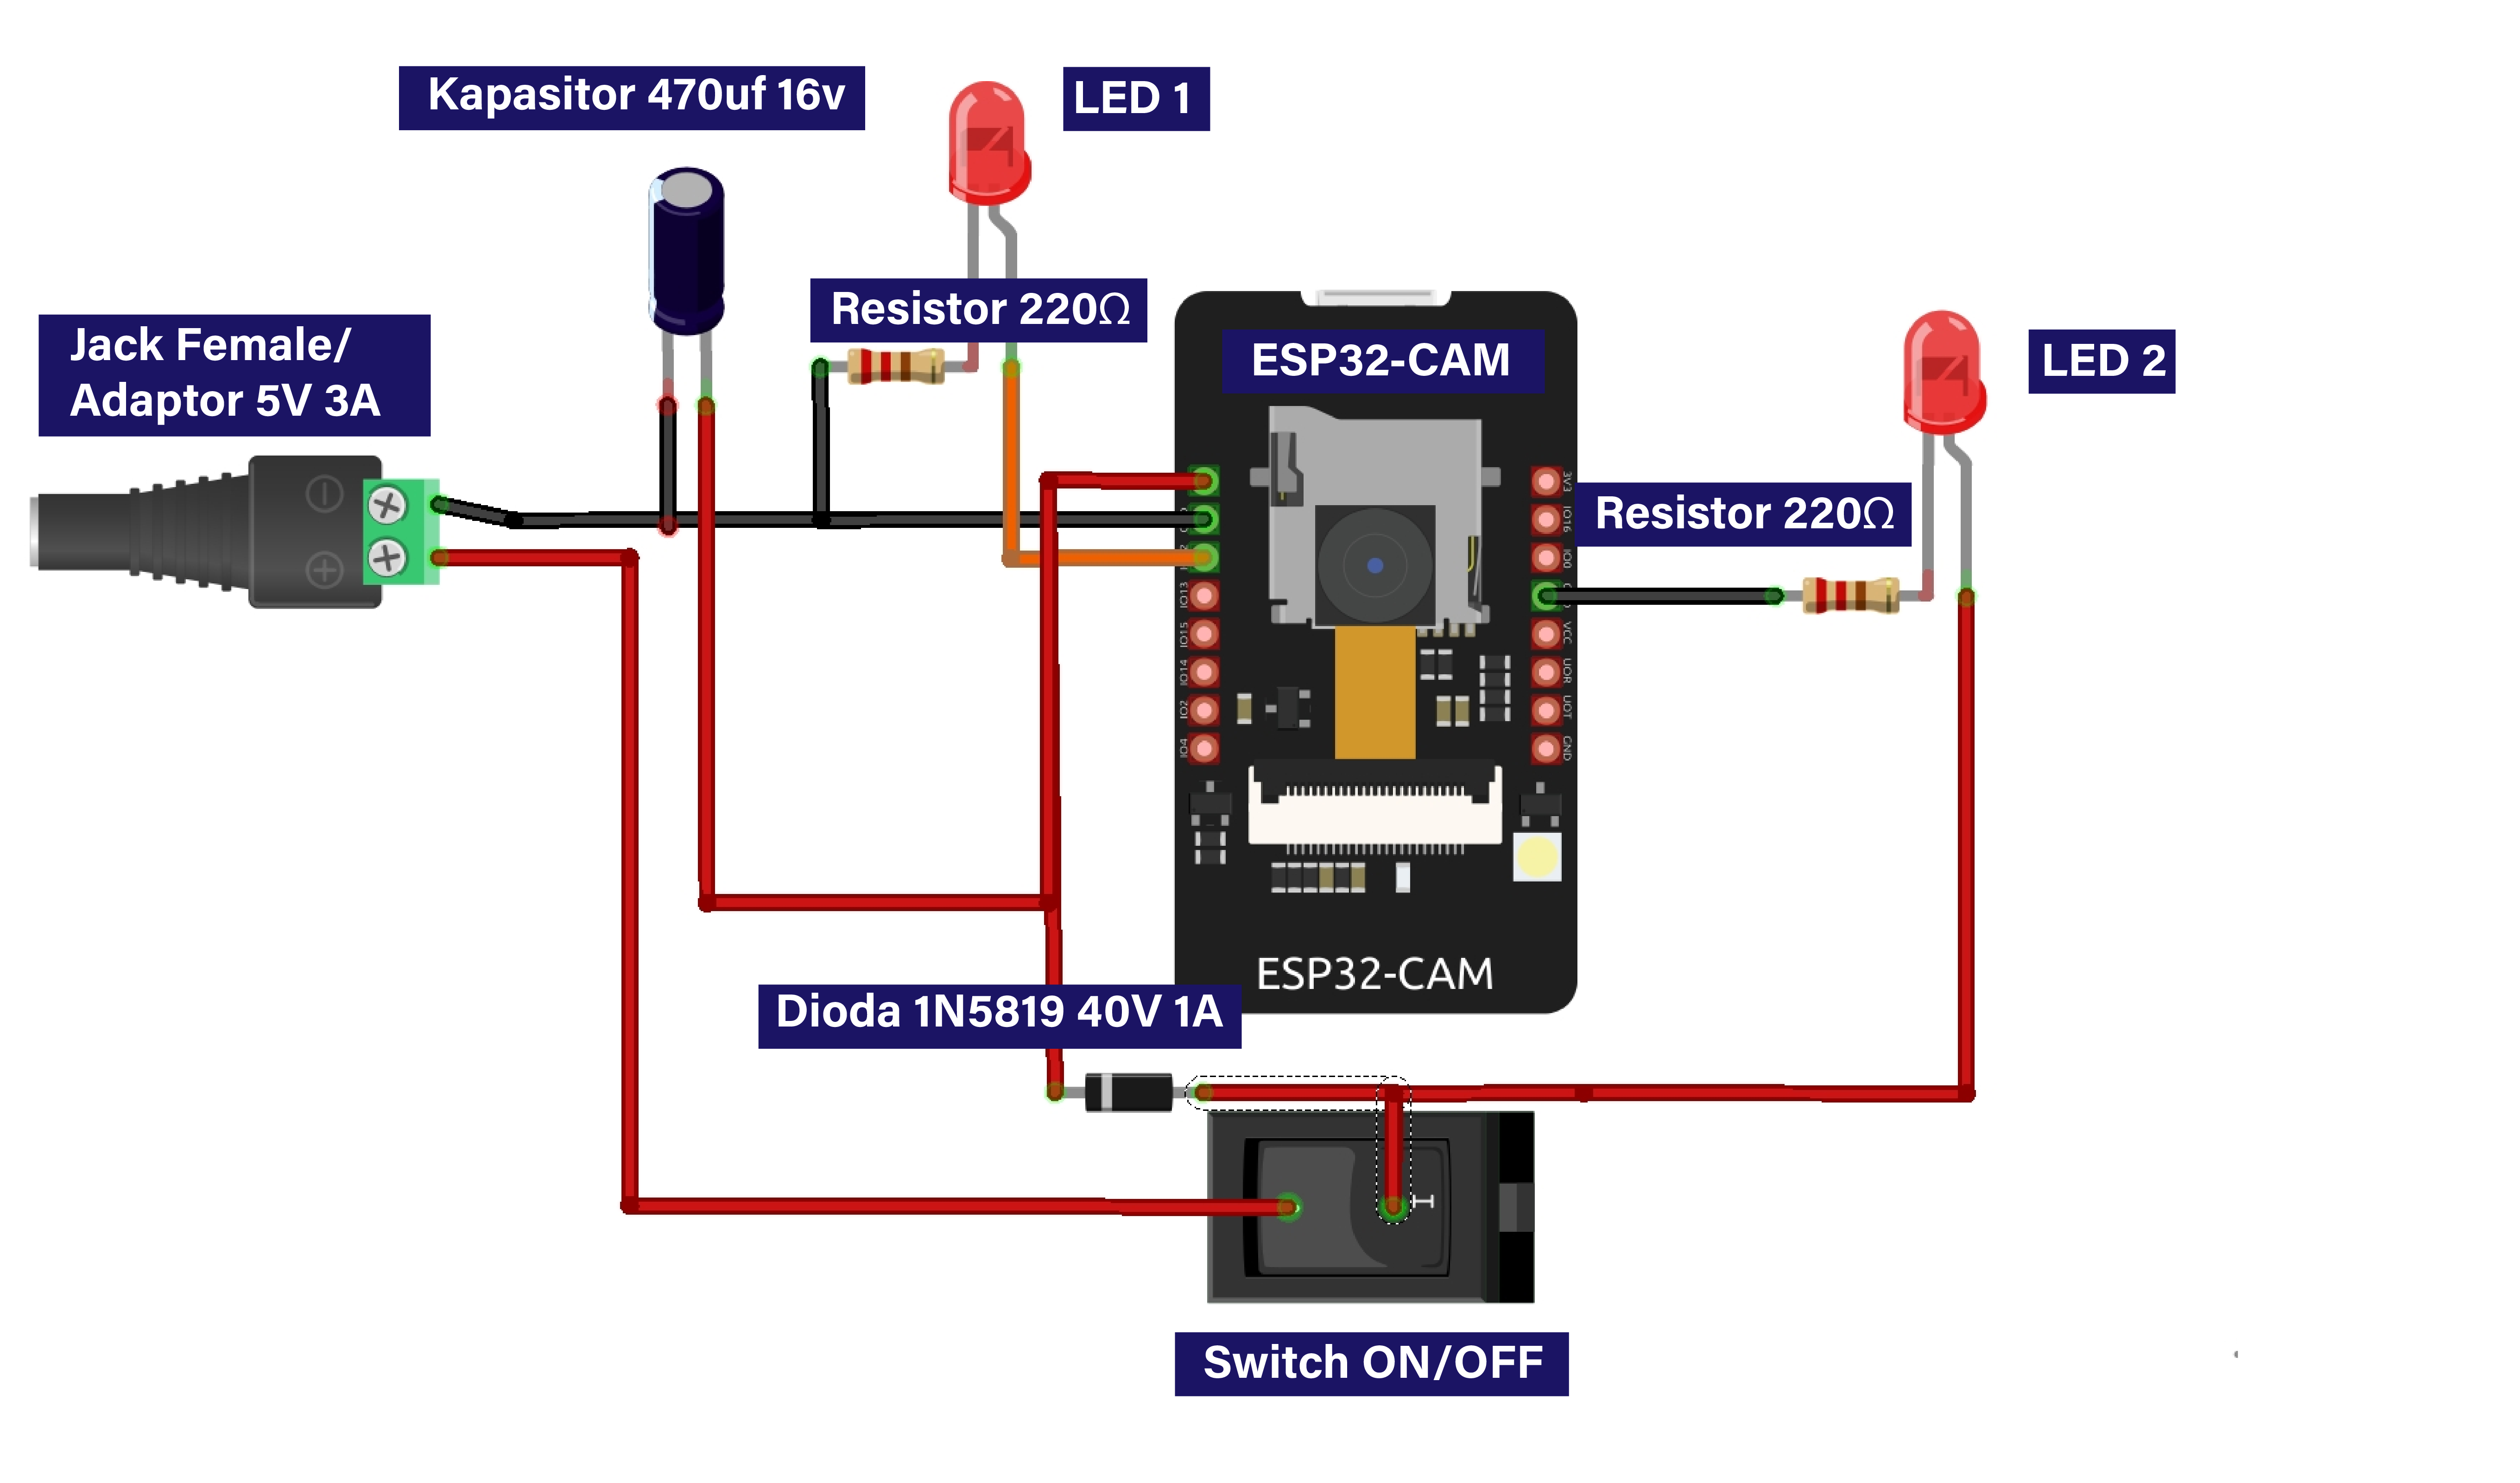 Kapasitor 470uf 16v
LED 1
Resistor 220Ω
Jack Female/
Adaptor 5V 3A
ESP32-CAM
LED 2
Resistor 220Ω
3V3
IO16
IO0
IO13
IO15
IO14
IO2
IO4
VCC
UOR
UOT
GND
ESP32-CAM
Dioda 1N5819 40V 1A
I
Switch ON/OFF